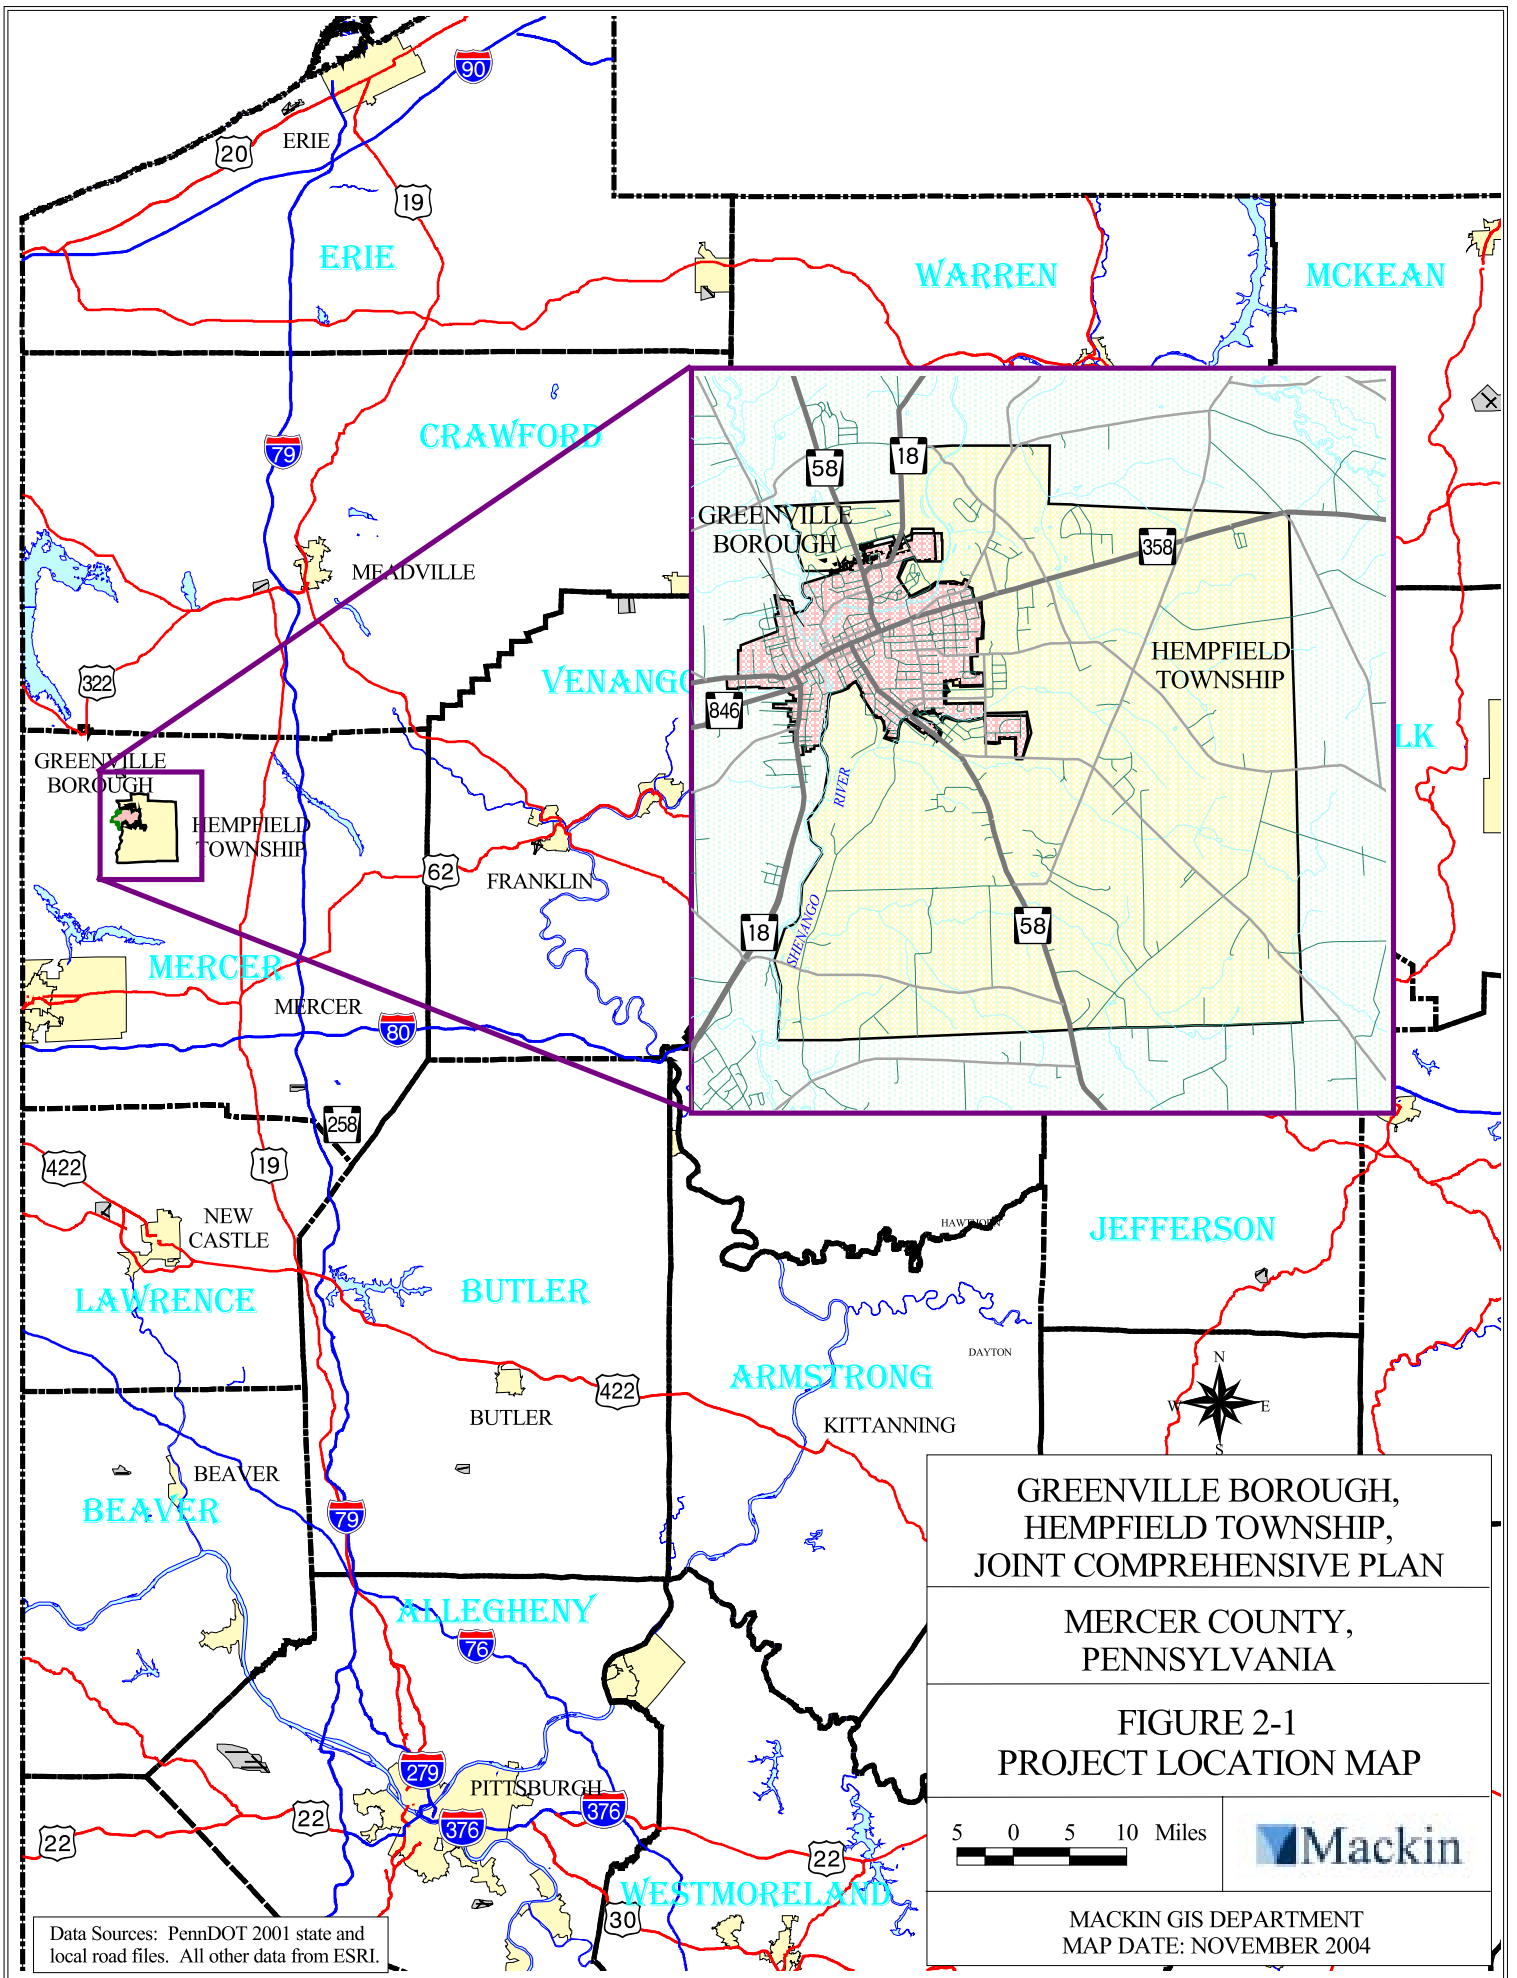 90
ERIE
20
19
ERIE
WARREN
MCKEAN
79
CRAWFORD
58
18
GREENVILLE
BOROUGH
358
MEADVILLE
HEMPFIELD
TOWNSHIP
VENANGO
322
846
LK
GREENVILLE
BOROUGH
RIVER
HEMPFIELD
TOWNSHIP
62
FRANKLIN
SHENANGO
18
58
MERCER
MERCER
80
258
422
19
NEW
CASTLE
HAWTHORN
JEFFERSON
LAWRENCE
BUTLER
DAYTON
N
W
E
S
ARMSTRONG
422
BUTLER
KITTANNING
BEAVER
BEAVER
79
GREENVILLE BOROUGH,
HEMPFIELD TOWNSHIP,
JOINT COMPREHENSIVE PLAN
ALLEGHENY
76
MERCER COUNTY,
PENNSYLVANIA
FIGURE 2-1
PROJECT LOCATION MAP
279
PITTSBURGH
376
376
22
22
22
5 0 5 10 Miles
Mackin
WESTMORELAND
30
MACKIN GIS DEPARTMENT
MAP DATE: NOVEMBER 2004
Data Sources: PennDOT 2001 state and
local road files. All other data from ESRI.